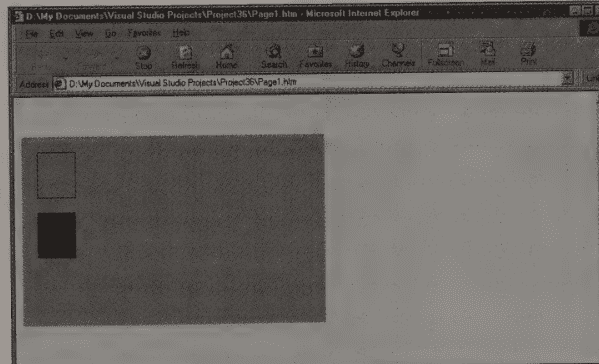 D:\My Documents\Visual Studio Projects\Project36\Page1.htm - Microsoft Internet Explorer
File Edit View Go Favorites Help
Stop Refresh Home Search Favorites History Channels Fullscreen Mail Print
Address D:\My Documents\Visual Studio Projects\Project36\Page1.htm